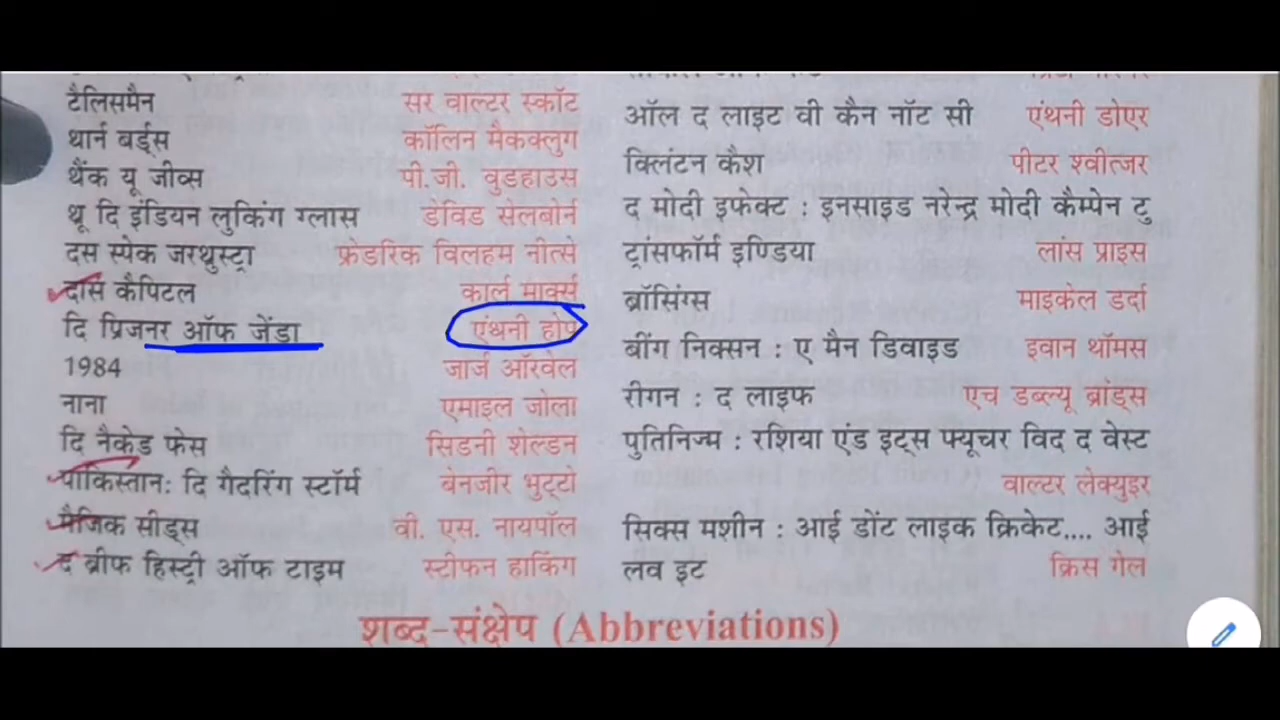 टैलिसमैन सर वाल्टर स्कॉट
थार्न बर्ड्स कॉलिन मैकक्लुग
थैंक यू जीव्स पी.जी. वुडहाउस
थ्रू दि इंडियन लुकिंग ग्लास डेविड सेलबोर्न
दस स्पेक जरथुस्ट्रा फ्रेडरिक विलहम नीत्से
दास कैपिटल कार्ल मार्क्स
दि प्रिजनर ऑफ जेंडा एंथनी होप
1984 जार्ज ऑरवेल
नाना एमाइल जोला
दि नैकेड फेस सिडनी शेल्डन
पाकिस्तान: दि गैदरिंग स्टॉर्म बेनजीर भुट्टो
मैजिक सीड्स वी. एस. नायपॉल
द ब्रीफ हिस्ट्री ऑफ टाइम स्टीफन हाकिंग
ऑल द लाइट वी कैन नॉट सी एंथनी डोएर
क्लिंटन कैश पीटर श्वीत्जर
द मोदी इफेक्ट : इनसाइड नरेन्द्र मोदी कैम्पेन टु
ट्रांसफॉर्म इण्डिया लांस प्राइस
ब्रॉसिंग्स माइकेल डर्दा
बींग निक्सन : ए मैन डिवाइड इवान थॉमस
रीगन : द लाइफ एच डब्ल्यू ब्रांड्स
पुतिनिज्म : रशिया एंड इट्स फ्यूचर विद द वेस्ट
वाल्टर लेक्युइर
सिक्स मशीन : आई डोंट लाइक क्रिकेट.... आई
लव इट क्रिस गेल
शब्द-संक्षेप (Abbreviations)